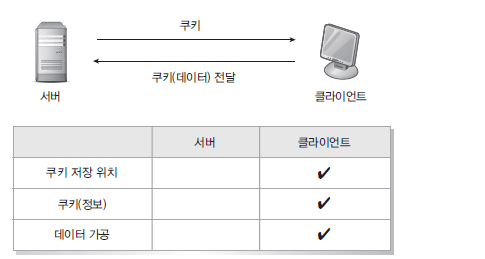 쿠키
쿠키(데이터) 전달
서버 클라이언트
서버 클라이언트
쿠키 저장 위치 ✔
쿠키(정보) ✔
데이터 가공 ✔